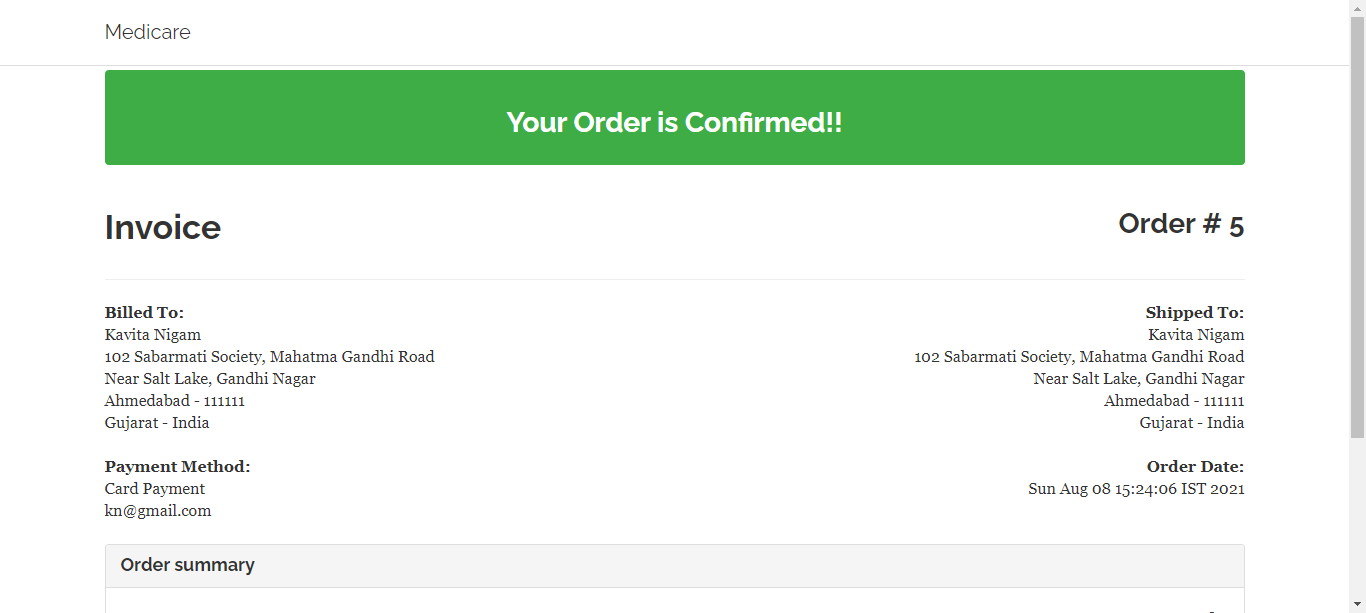 Medicare
Your Order is Confirmed!!
Invoice
Order # 5
Billed To:
Kavita Nigam
102 Sabarmati Society, Mahatma Gandhi Road
Near Salt Lake, Gandhi Nagar
Ahmedabad - 111111
Gujarat - India
Shipped To:
Kavita Nigam
102 Sabarmati Society, Mahatma Gandhi Road
Near Salt Lake, Gandhi Nagar
Ahmedabad - 111111
Gujarat - India
Payment Method:
Card Payment
kn@gmail.com
Order Date:
Sun Aug 08 15:24:06 IST 2021
Order summary